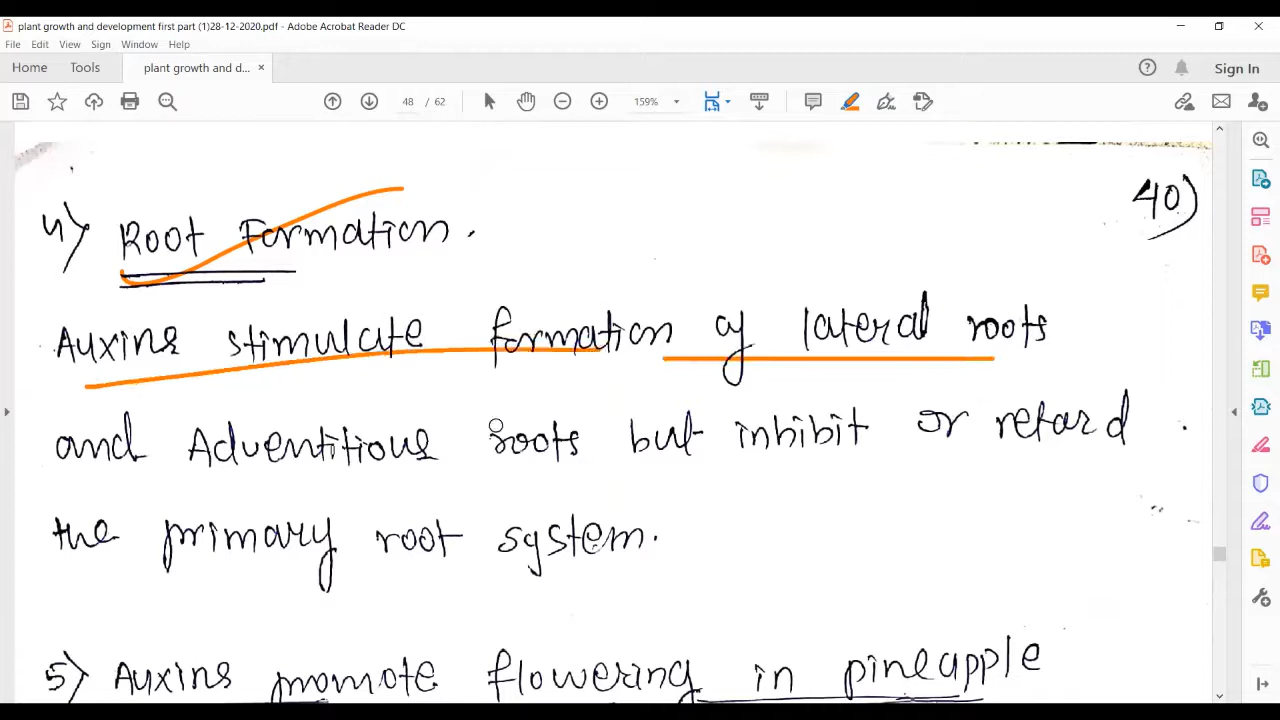 plant growth and development first part (1)28-12-2020.pdf - Adobe Acrobat Reader DC
File Edit View Sign Window Help
Home Tools plant growth and d... ×
Sign In
48 / 62 159%
40)
4) Root Formation.
Auxins stimulate formation of lateral roots
and Adventitious roots but inhibit or retard
the primary root system.
5) Auxins promote flowering in pineapple